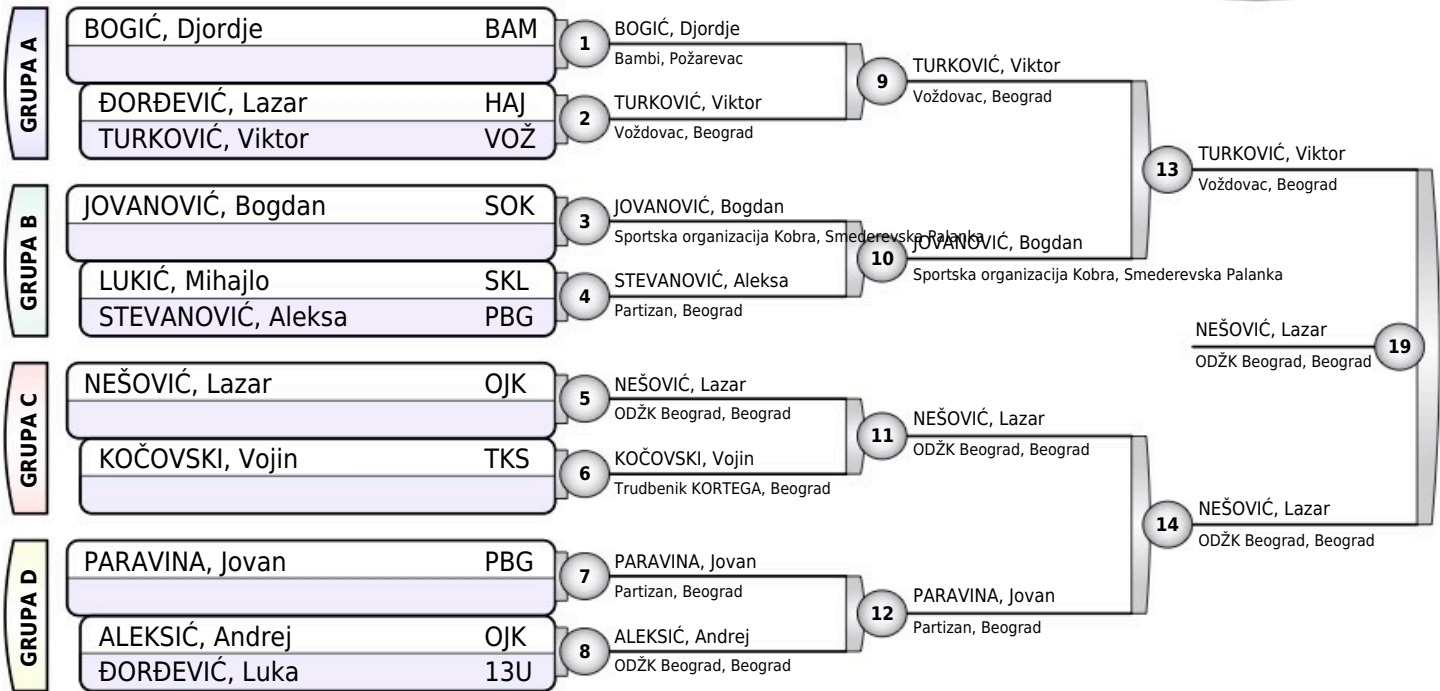 GRUPA A
BOGIĆ, Djordje BAM
ĐORĐEVIĆ, Lazar HAJ
TURKOVIĆ, Viktor VOŽ
GRUPA B
JOVANOVIĆ, Bogdan SOK
LUKIĆ, Mihajlo SKL
STEVANOVIĆ, Aleksa PBG
GRUPA C
NEŠOVIĆ, Lazar OJK
KOČOVSKI, Vojin TKS
GRUPA D
PARAVINA, Jovan PBG
ALEKSIĆ, Andrej OJK
ĐORĐEVIĆ, Luka 13U
1
BOGIĆ, Djordje
Bambi, Požarevac
2
TURKOVIĆ, Viktor
Voždovac, Beograd
3
JOVANOVIĆ, Bogdan
Sportska organizacija Kobra, Smederevska Palanka
4
STEVANOVIĆ, Aleksa
Partizan, Beograd
5
NEŠOVIĆ, Lazar
ODŽK Beograd, Beograd
6
KOČOVSKI, Vojin
Trudbenik KORTEGA, Beograd
7
PARAVINA, Jovan
Partizan, Beograd
8
ALEKSIĆ, Andrej
ODŽK Beograd, Beograd
9
TURKOVIĆ, Viktor
Voždovac, Beograd
10
JOVANOVIĆ, Bogdan
Sportska organizacija Kobra, Smederevska Palanka
11
NEŠOVIĆ, Lazar
ODŽK Beograd, Beograd
12
PARAVINA, Jovan
Partizan, Beograd
13
TURKOVIĆ, Viktor
Voždovac, Beograd
14
NEŠOVIĆ, Lazar
ODŽK Beograd, Beograd
NEŠOVIĆ, Lazar
ODŽK Beograd, Beograd
19